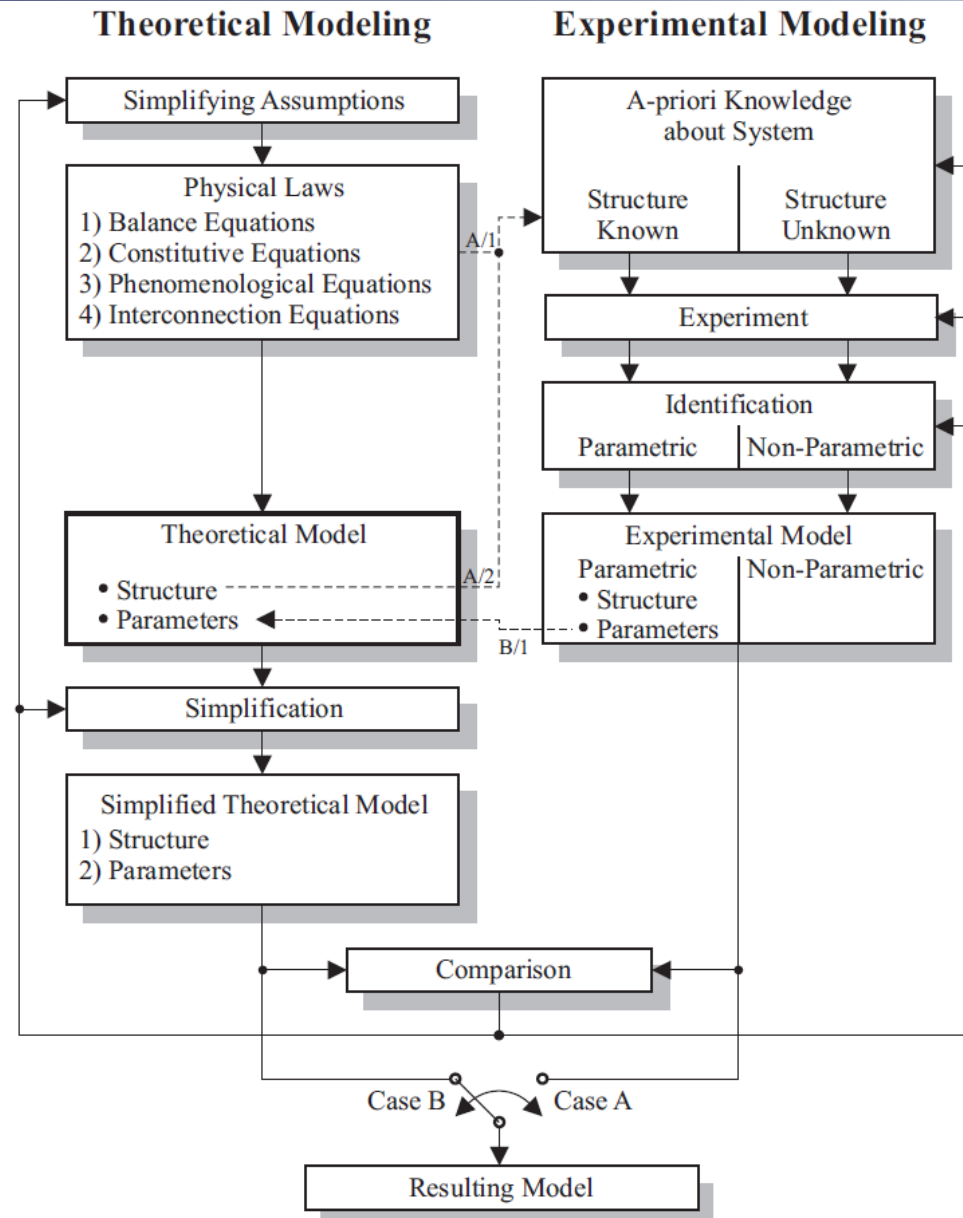 Theoretical Modeling
Experimental Modeling
Simplifying Assumptions
Physical Laws
1) Balance Equations
2) Constitutive Equations
3) Phenomenological Equations
4) Interconnection Equations
A/1
A-priori Knowledge
about System
Structure
Known
Structure
Unknown
Experiment
Identification
Parametric
Non-Parametric
Theoretical Model
• Structure
• Parameters
A/2
B/1
Experimental Model
Parametric
• Structure
• Parameters
Non-Parametric
Simplification
Simplified Theoretical Model
1) Structure
2) Parameters
Comparison
Case B
Case A
Resulting Model